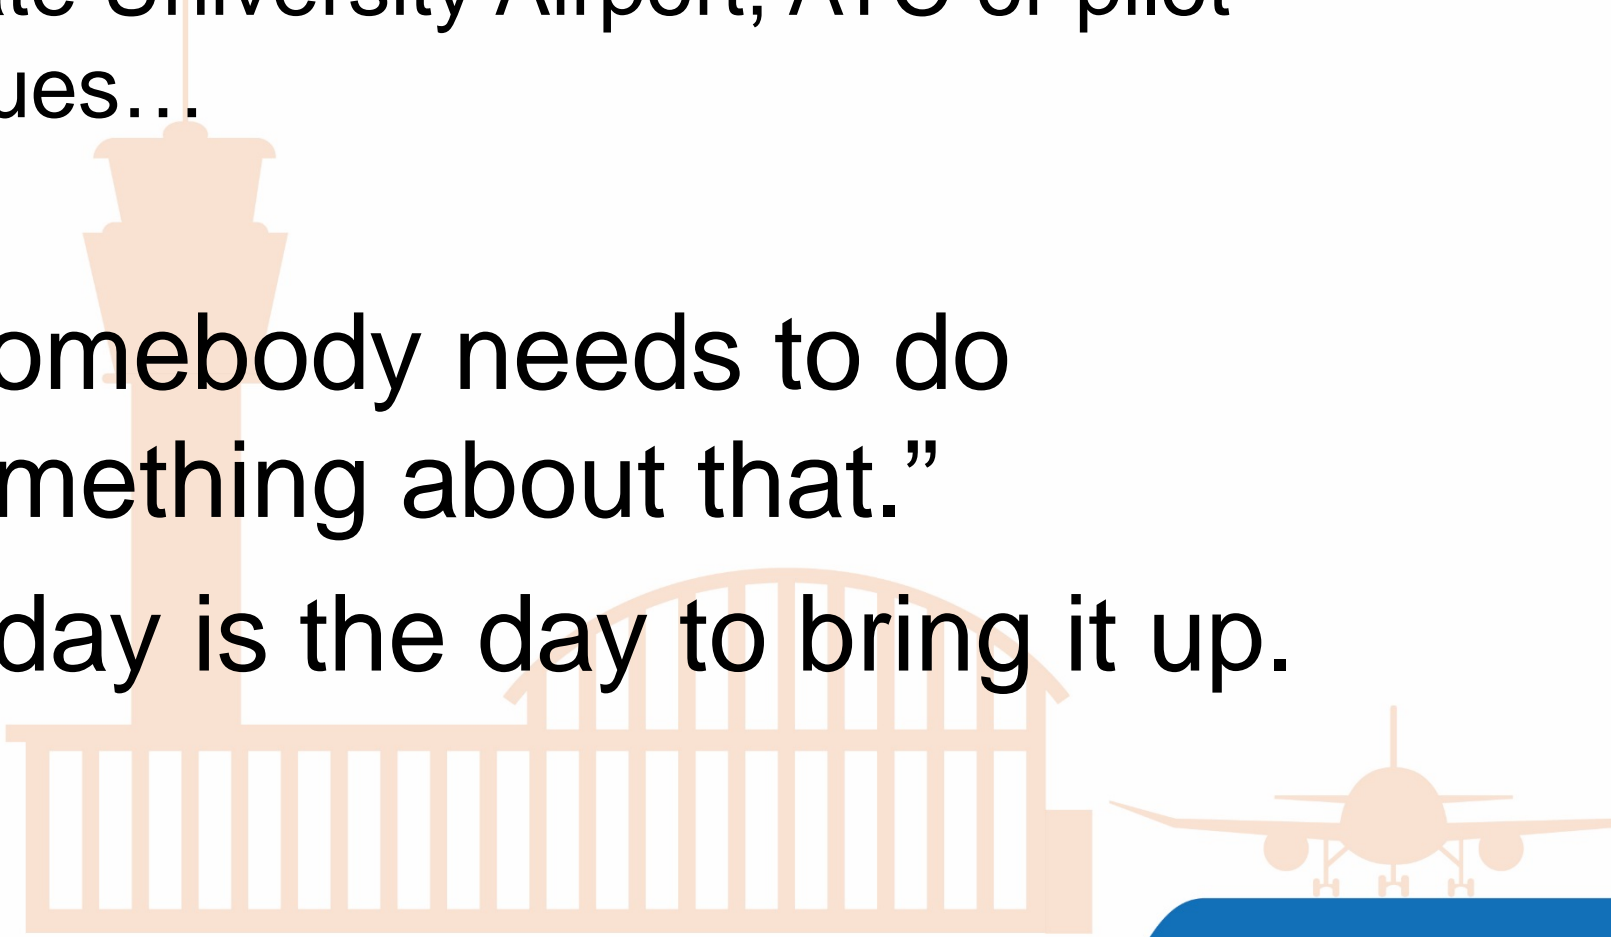 ate University Airport, ATC or pilot
ues…
omebody needs to do
mething about that.”
day is the day to bring it up.